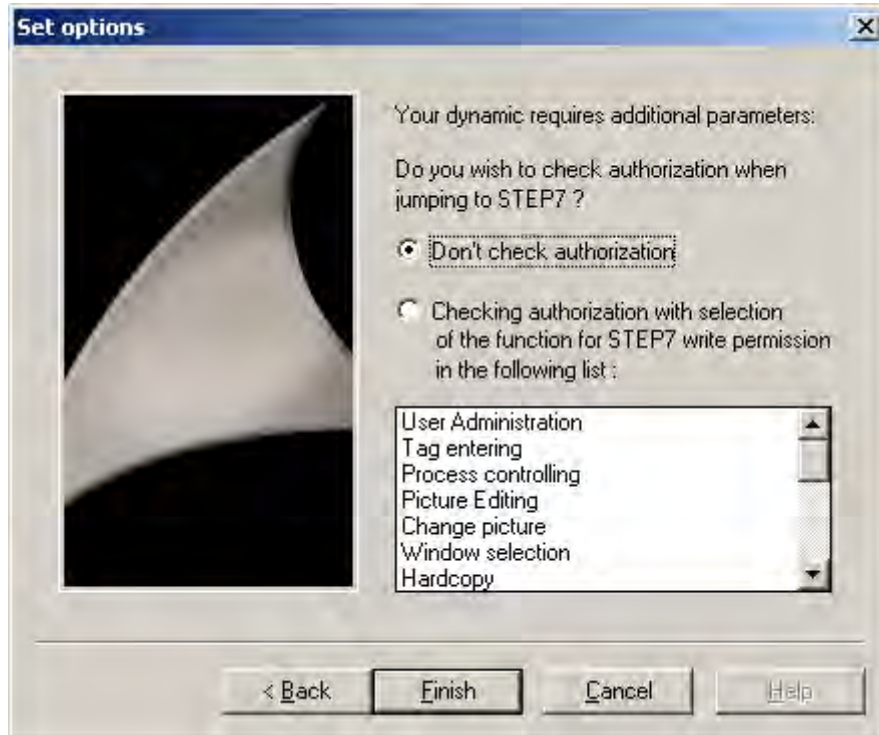 Set options
Your dynamic requires additional parameters:
Do you wish to check authorization when
jumping to STEP7 ?
Don't check authorization
Checking authorization with selection
of the function for STEP7 write permission
in the following list :
User Administration
Tag entering
Process controlling
Picture Editing
Change picture
Window selection
Hardcopy
< Back
Finish
Cancel
Help